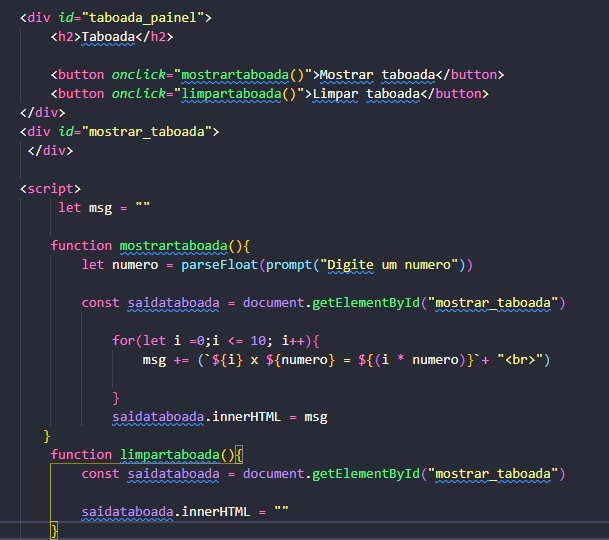 <div id="taboada_painel">
<h2>Taboada</h2>
<button onclick="mostrartaboada()">Mostrar taboada</button>
<button onclick="limpartaboada()">Limpar taboada</button>
</div>
<div id="mostrar_taboada">
</div>
<script>
let msg = ""
function mostrartaboada(){
let numero = parseFloat(prompt("Digite um numero"))
const saidataboada = document.getElementById("mostrar_taboada")
for(let i =0;i <= 10; i++){
msg += (`${i} x ${numero} = ${(i * numero)}`+ "<br>")
}
saidataboada.innerHTML = msg
}
function limpartaboada(){
const saidataboada = document.getElementById("mostrar_taboada")
saidataboada.innerHTML = ""
}